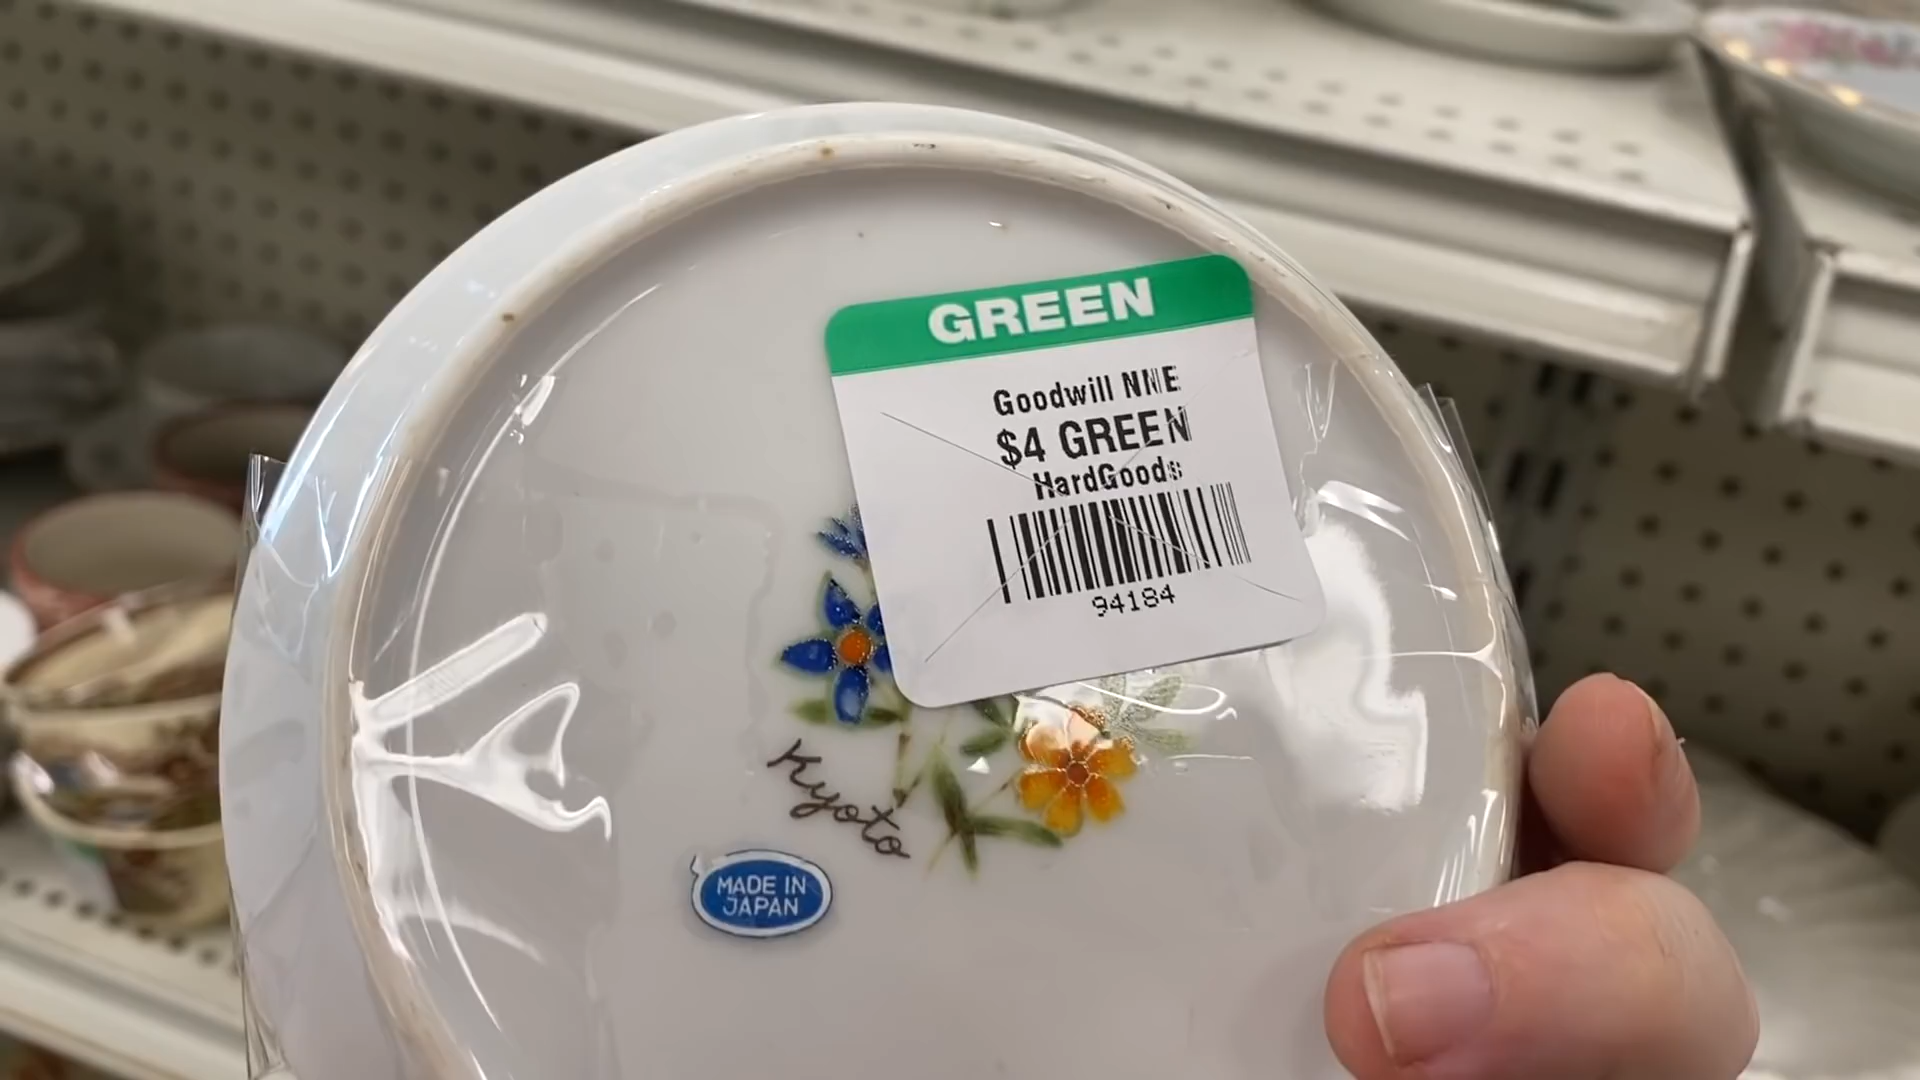 GREEN
Goodwill NNE
$4 GREEN
HardGoods
94184
Kyoto
MADE IN
JAPAN